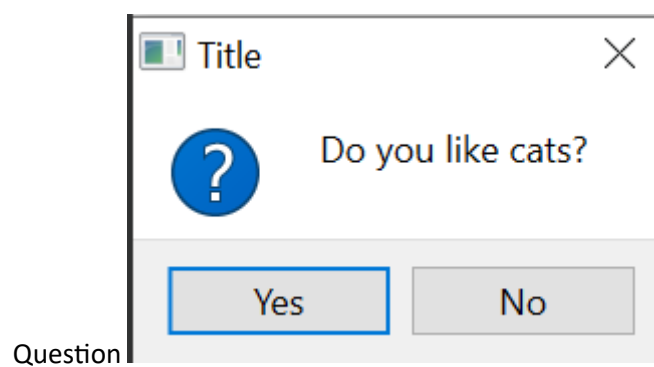 Title
?
Do you like cats?
Yes No
Question